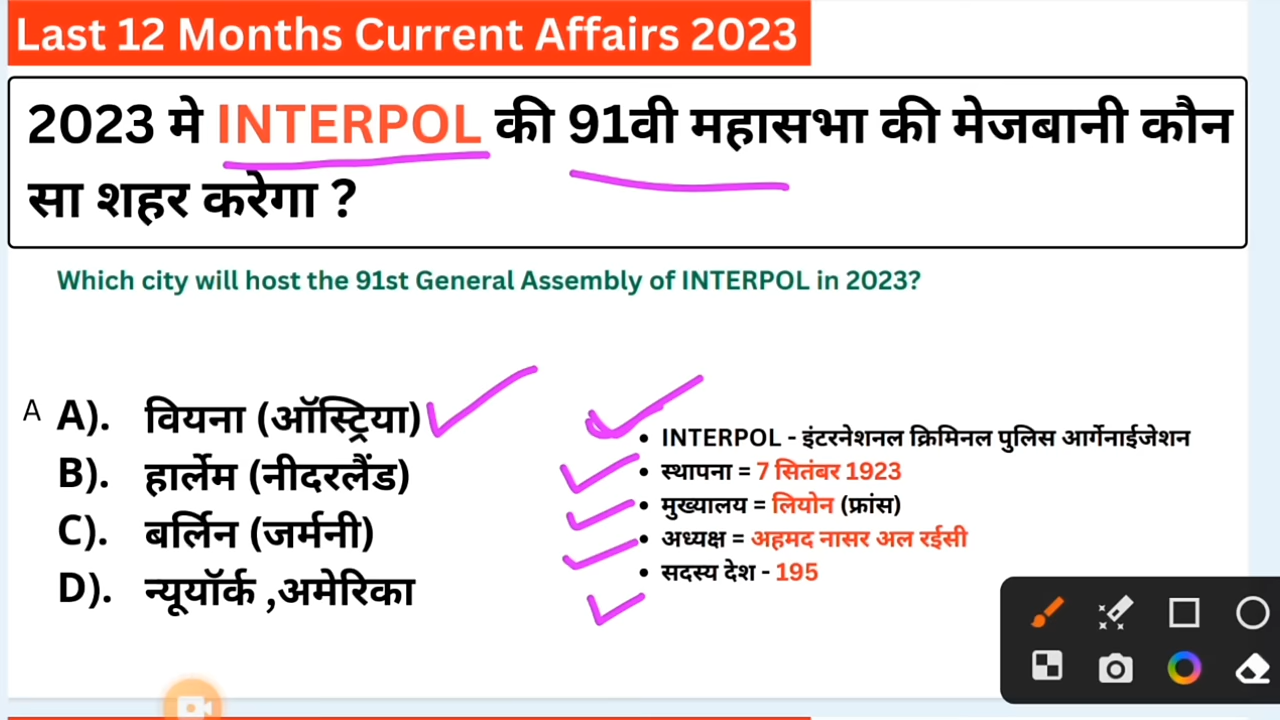 Last 12 Months Current Affairs 2023
2023 मे INTERPOL की 91वी महासभा की मेजबानी कौन
सा शहर करेगा ?
Which city will host the 91st General Assembly of INTERPOL in 2023?
A A). वियना (ऑस्ट्रिया)
B). हार्लेम (नीदरलैंड)
C). बर्लिन (जर्मनी)
D). न्यूयॉर्क ,अमेरिका
• INTERPOL - इंटरनेशनल क्रिमिनल पुलिस आर्गेनाईजेशन
• स्थापना = 7 सितंबर 1923
• मुख्यालय = लियोन (फ्रांस)
• अध्यक्ष = अहमद नासर अल रईसी
• सदस्य देश - 195